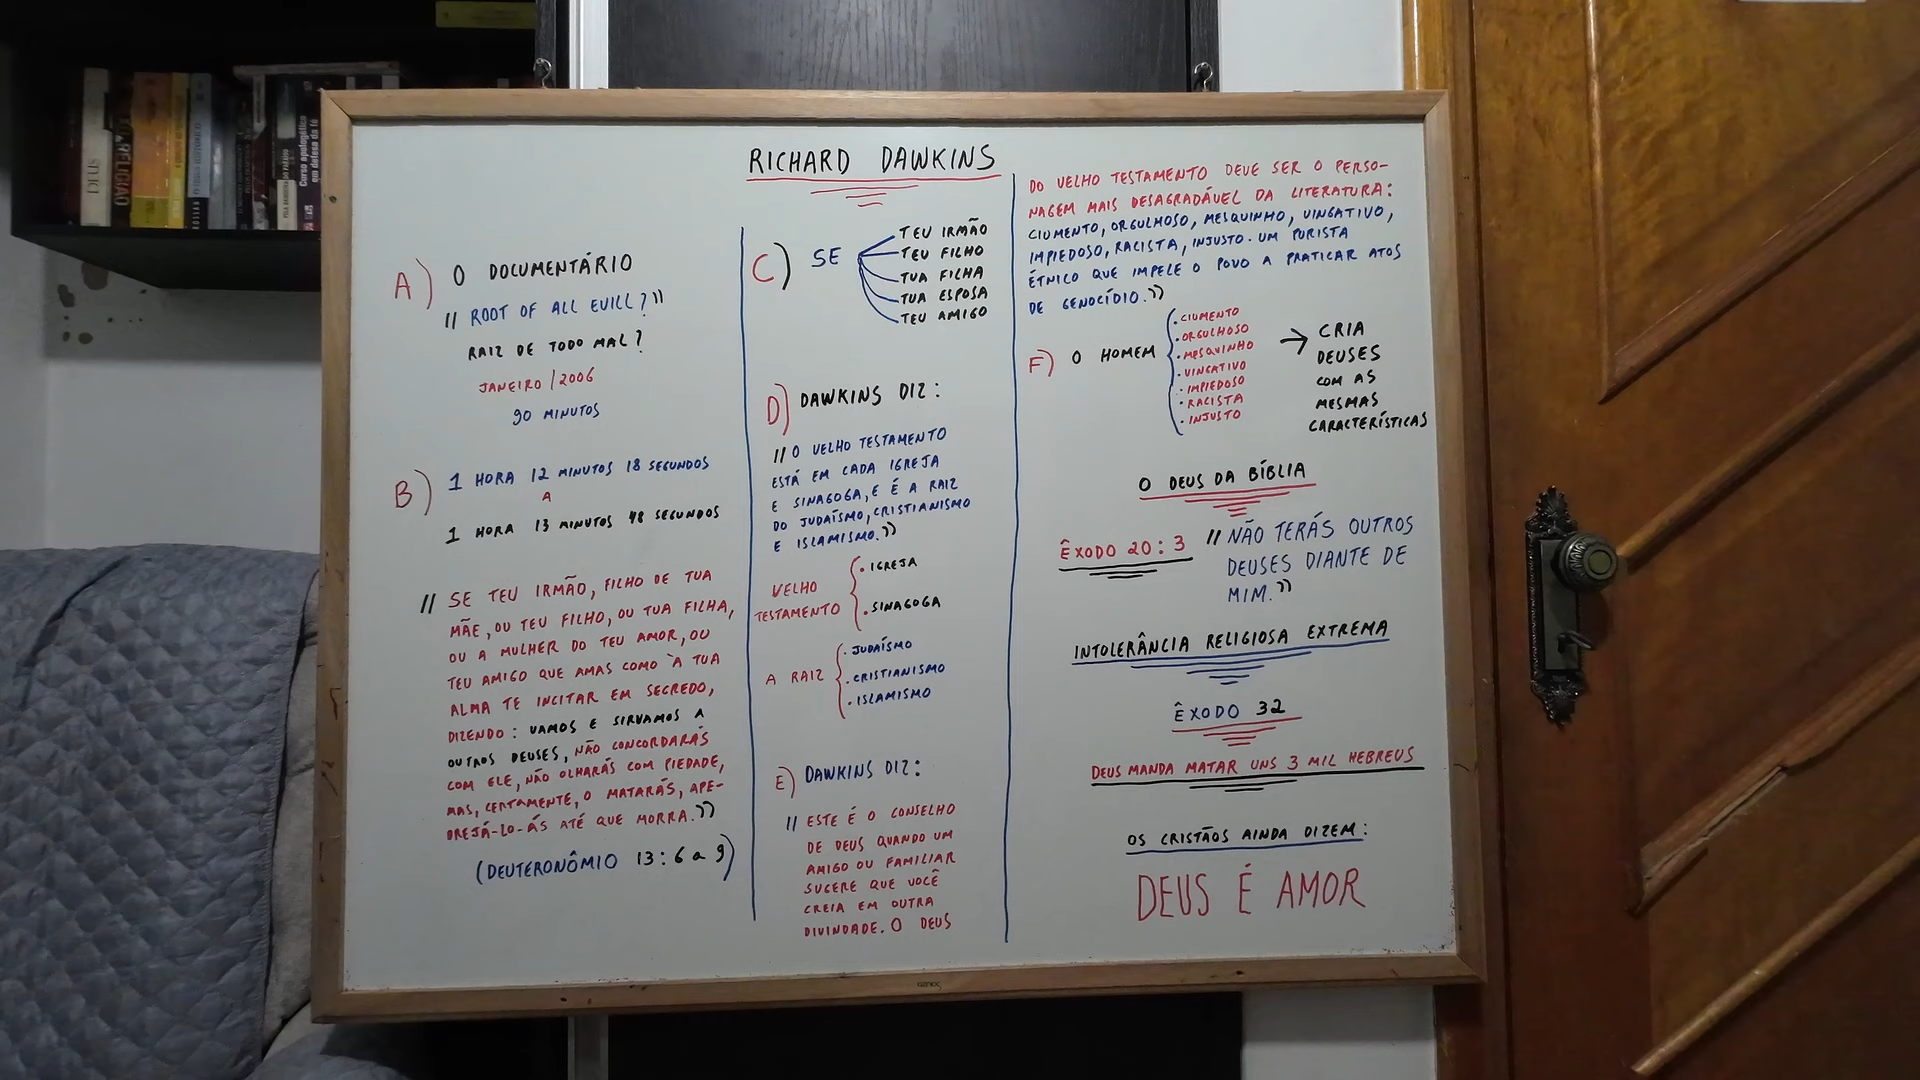 RICHARD DAWKINS
A) O DOCUMENTÁRIO
" ROOT OF ALL EVILL? "
RAIZ DE TODO MAL?
JANEIRO / 2006
90 MINUTOS
B) 1 HORA 12 MINUTOS 18 SEGUNDOS
A
1 HORA 13 MINUTOS 48 SEGUNDOS
" SE TEU IRMÃO, FILHO DE TUA
MÃE, OU TEU FILHO, OU TUA FILHA,
OU A MULHER DO TEU AMOR, OU
TEU AMIGO QUE AMAS COMO À TUA
ALMA TE INCITAR EM SEGREDO,
DIZENDO: VAMOS E SIRVAMOS A
OUTROS DEUSES, NÃO CONCORDARÁS
COM ELE, NÃO OLHARÁS COM PIEDADE,
MAS, CERTAMENTE, O MATARÁS, APE-
DREJÁ-LO-ÁS ATÉ QUE MORRA. "
(DEUTERONÔMIO 13: 6 a 9)
C) SE
TEU IRMÃO
TEU FILHO
TUA FILHA
TUA ESPOSA
TEU AMIGO
D) DAWKINS DIZ:
" O VELHO TESTAMENTO
ESTÁ EM CADA IGREJA
E SINAGOGA, E É A RAIZ
DO JUDAÍSMO, CRISTIANISMO
E ISLAMISMO. "
VELHO
TESTAMENTO
. IGREJA
. SINAGOGA
A RAIZ
. JUDAÍSMO
. CRISTIANISMO
. ISLAMISMO
E) DAWKINS DIZ:
" ESTE É O CONSELHO
DE DEUS QUANDO UM
AMIGO OU FAMILIAR
SUGERE QUE VOCÊ
CREIA EM OUTRA
DIVINDADE. O DEUS
DO VELHO TESTAMENTO DEVE SER O PERSO-
NAGEM MAIS DESAGRADÁVEL DA LITERATURA:
CIUMENTO, ORGULHOSO, MESQUINHO, VINGATIVO,
IMPIEDOSO, RACISTA, INJUSTO. UM PURISTA
ÉTNICO QUE IMPELE O POVO A PRATICAR ATOS
DE GENOCÍDIO. "
F) O HOMEM
. CIUMENTO
. ORGULHOSO
. MESQUINHO
. VINGATIVO
. IMPIEDOSO
. RACISTA
. INJUSTO
→ CRIA
DEUSES
COM AS
MESMAS
CARACTERÍSTICAS
O DEUS DA BÍBLIA
ÊXODO 20: 3
" NÃO TERÁS OUTROS
DEUSES DIANTE DE
MIM. "
INTOLERÂNCIA RELIGIOSA EXTREMA
ÊXODO 32
DEUS MANDA MATAR UNS 3 MIL HEBREUS
OS CRISTÃOS AINDA DIZEM:
DEUS É AMOR
RELIGIÃO
Curso apologético
em defesa da fé